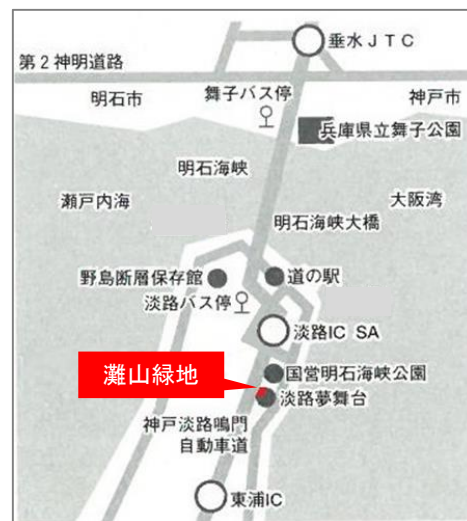 垂水ＪＴＣ
第２神明道路
明石市
舞子バス停
神戸市
兵庫県立舞子公園
明石海峡
瀬戸内海
大阪湾
明石海峡大橋
野島断層保存館
道の駅
淡路バス停
淡路IC SA
灘山緑地
国営明石海峡公園
淡路夢舞台
神戸淡路鳴門
自動車道
東浦IC